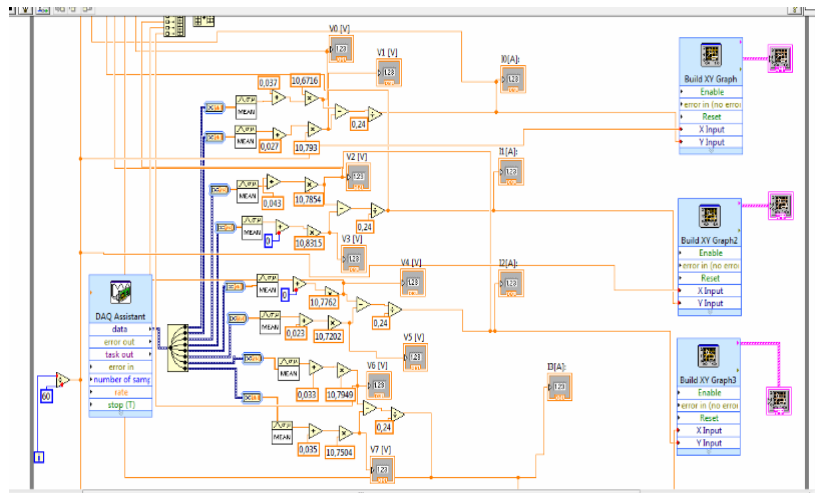 V0 [V]
V1 [V]
I0[A]:
0,037
10,6716
MEAN
0,24
0,027
10,793
MEAN
Build XY Graph
Enable
error in (no erro
Reset
X Input
Y Input
V2 [V]
I1[A]:
MEAN
0,043
10,7854
0,24
MEAN
0
10,8315
V3 [V]
Build XY Graph2
Enable
error in (no erro
Reset
X Input
Y Input
V4 [V]
I2[A]:
MEAN
0
10,7762
0,24
MEAN
0,023
10,7202
V5 [V]
DAQ Assistant
data
error out
task out
error in
number of samp
rate
stop (T)
60
i
V6 [V]
I3[A]:
MEAN
0,033
10,7949
0,24
MEAN
0,035
10,7504
V7 [V]
Build XY Graph3
Enable
error in (no erro
Reset
X Input
Y Input